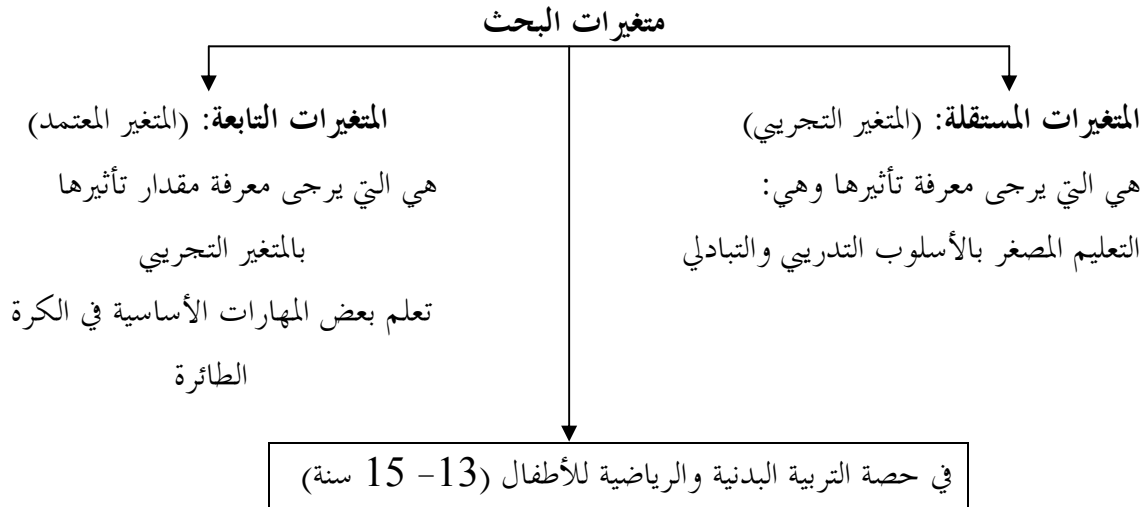 متغيرات البحث
المتغيرات المستقلة: (المتغير التجريبي)
هي التي يرجى معرفة تأثيرها وهي:
التعليم المصغر بالأسلوب التدريبي والتبادلي
المتغيرات التابعة: (المتغير المعتمد)
هي التي يرجى معرفة مقدار تأثيرها
بالمتغير التجريبي
تعلم بعض المهارات الأساسية في الكرة
الطائرة
في حصة التربية البدنية والرياضية للأطفال (13- 15 سنة)